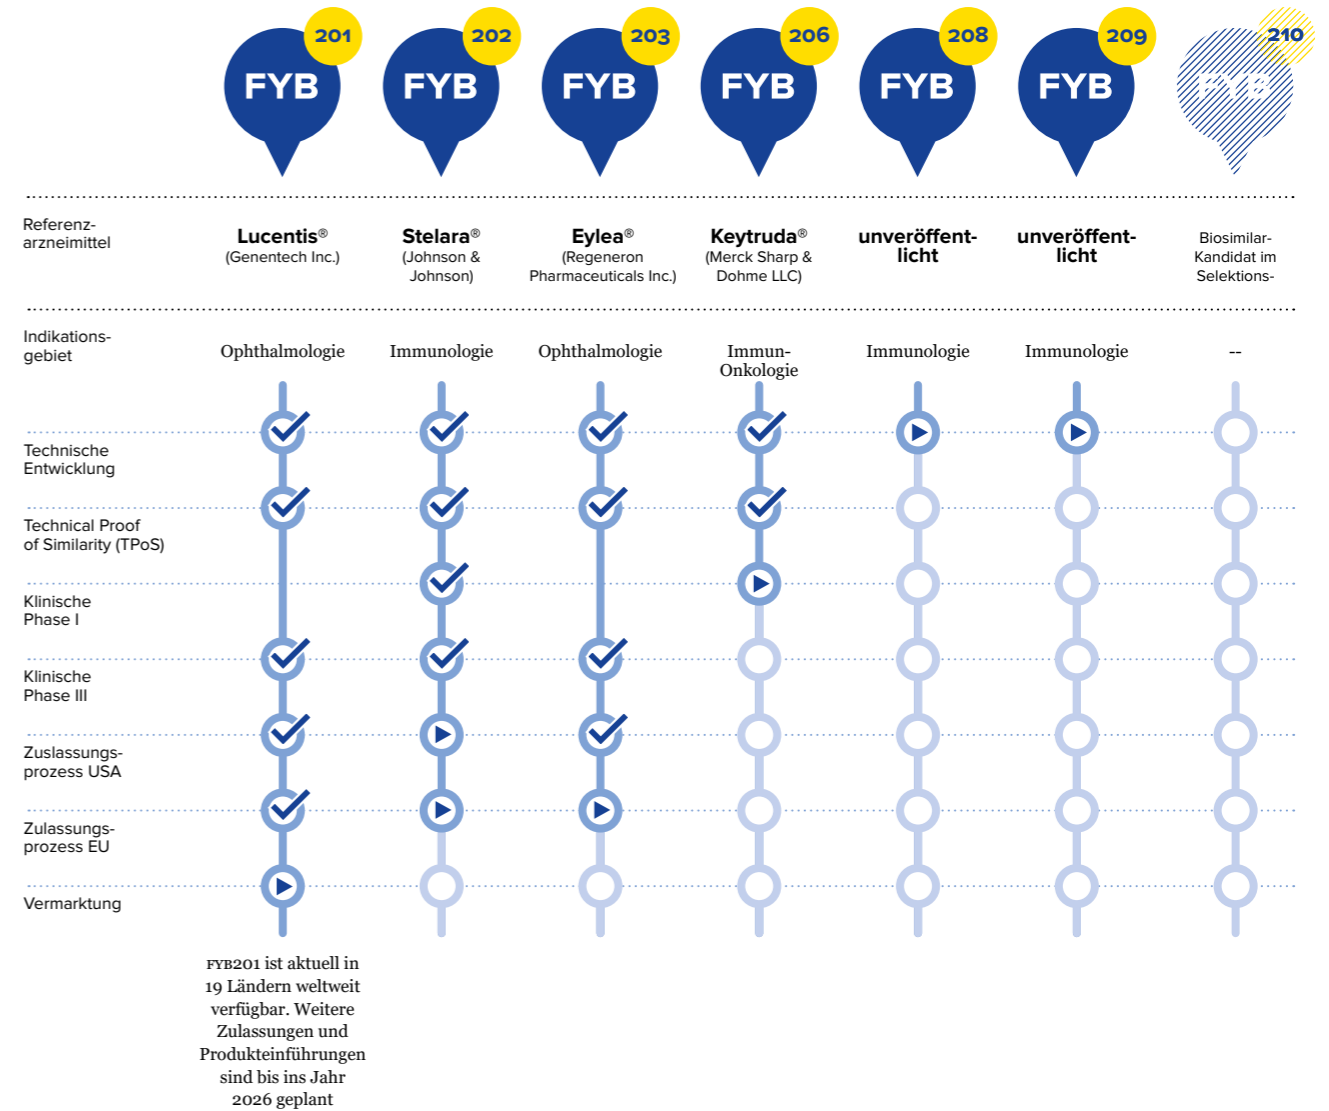 201
FYB
202
FYB
203
FYB
206
FYB
208
FYB
209
FYB
210
FYB
Referenz-
arzneimittel
Lucentis®
(Genentech Inc.)
Stelara®
(Johnson &
Johnson)
Eylea®
(Regeneron
Pharmaceuticals Inc.)
Keytruda®
(Merck Sharp &
Dohme LLC)
unveröffent-
licht
unveröffent-
licht
Biosimilar-
Kandidat im
Selektions-
Indikations-
gebiet
Ophthalmologie
Immunologie
Ophthalmologie
Immun-
Onkologie
Immunologie
Immunologie
--
Technische
Entwicklung
Technical Proof
of Similarity (TPoS)
Klinische
Phase I
Klinische
Phase III
Zuslassungs-
prozess USA
Zulassungs-
prozess EU
Vermarktung
FYB201 ist aktuell in
19 Ländern weltweit
verfügbar. Weitere
Zulassungen und
Produkteinführungen
sind bis ins Jahr
2026 geplant